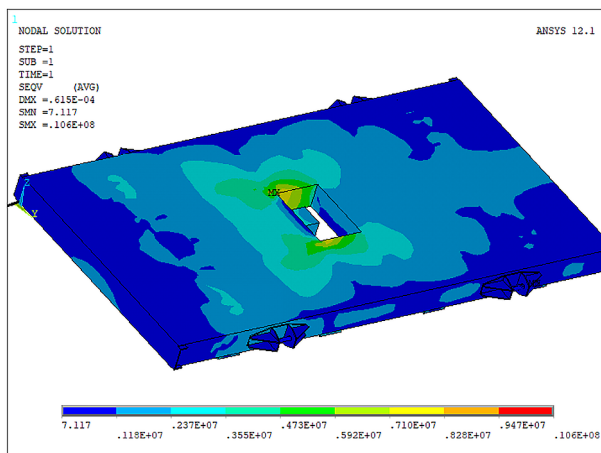 1
NODAL SOLUTION
ANSYS 12.1
STEP=1
SUB =1
TIME=1
SEQV (AVG)
DMX =.615E-04
SMN =7.117
SMX =.106E+08
MX
Z
Y
7.117 .237E+07 .473E+07 .710E+07 .947E+07
.118E+07 .355E+07 .592E+07 .828E+07 .106E+08